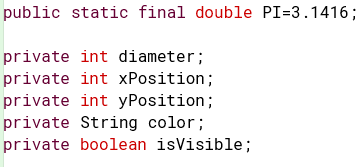 public static final double PI=3.1416;
private int diameter;
private int xPosition;
private int yPosition;
private String color;
private boolean isVisible;